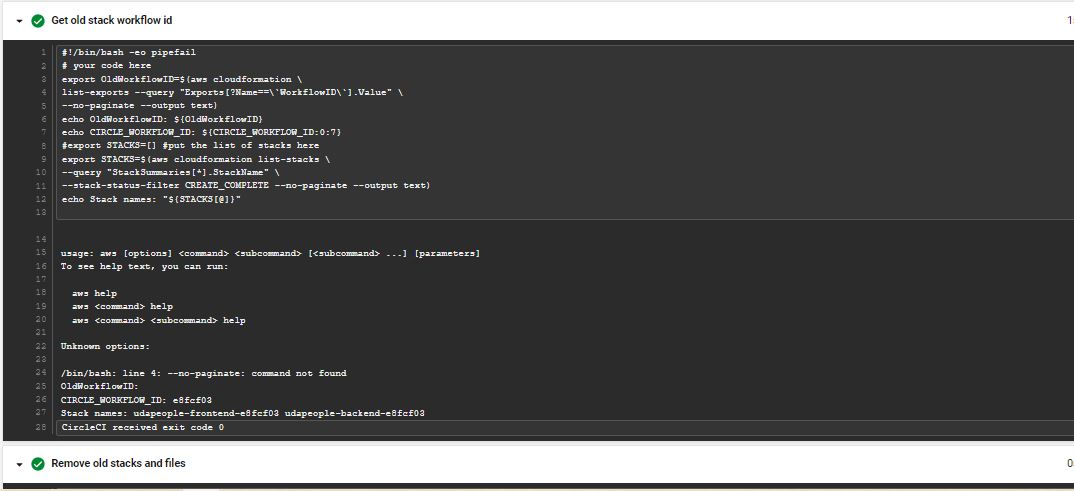 Get old stack workflow id
1
1 #!/bin/bash -eo pipefail
2 # your code here
3 export OldWorkflowID=$(aws cloudformation \
4 list-exports --query "Exports[?Name==\`WorkflowID\`].Value" \
5 --no-paginate --output text)
6 echo OldWorkflowID: ${OldWorkflowID}
7 echo CIRCLE_WORKFLOW_ID: ${CIRCLE_WORKFLOW_ID:0:7}
8 #export STACKS=[] #put the list of stacks here
9 export STACKS=$(aws cloudformation list-stacks \
10 --query "StackSummaries[*].StackName" \
11 --stack-status-filter CREATE_COMPLETE --no-paginate --output text)
12 echo Stack names: "${STACKS[@]}"
13
14
15 usage: aws [options] <command> <subcommand> [<subcommand> ...] [parameters]
16 To see help text, you can run:
17
18 aws help
19 aws <command> help
20 aws <command> <subcommand> help
21
22 Unknown options:
23
24 /bin/bash: line 4: --no-paginate: command not found
25 OldWorkflowID:
26 CIRCLE_WORKFLOW_ID: e8fcf03
27 Stack names: udapeople-frontend-e8fcf03 udapeople-backend-e8fcf03
28 CircleCI received exit code 0
Remove old stacks and files
0